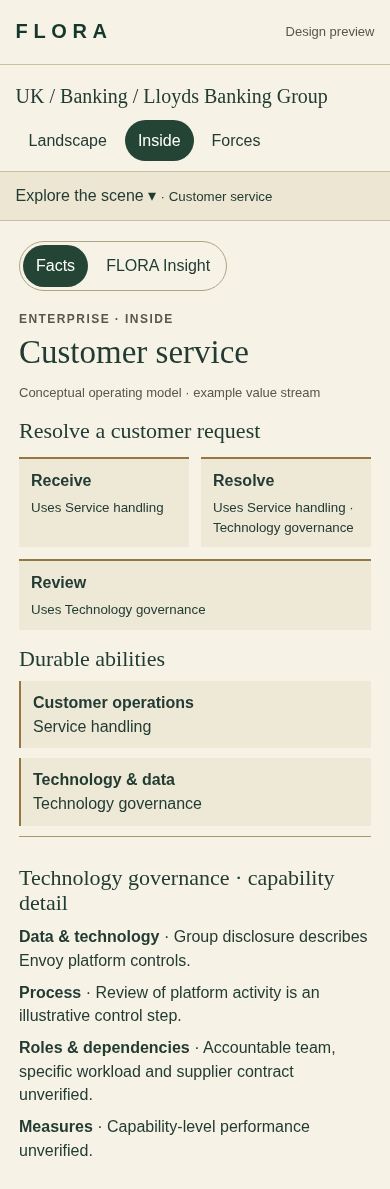 FLORA
Design preview
UK / Banking / Lloyds Banking Group
Landscape
Inside
Forces
Explore the scene ▾ · Customer service
Facts
FLORA Insight
ENTERPRISE · INSIDE
Customer service
Conceptual operating model · example value stream
Resolve a customer request
Receive
Uses Service handling
Resolve
Uses Service handling ·
Technology governance
Review
Uses Technology governance
Durable abilities
Customer operations
Service handling
Technology & data
Technology governance
Technology governance · capability
detail
Data & technology · Group disclosure describes
Envoy platform controls.
Process · Review of platform activity is an
illustrative control step.
Roles & dependencies · Accountable team,
specific workload and supplier contract
unverified.
Measures · Capability-level performance
unverified.